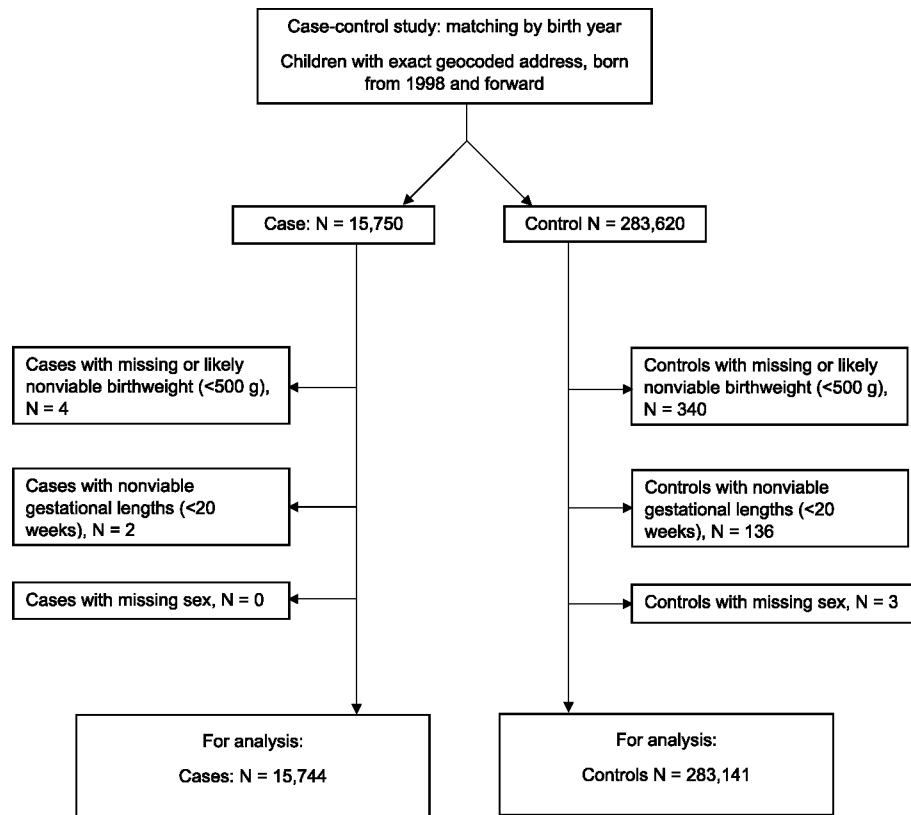 Case-control study: matching by birth year
Children with exact geocoded address, born
from 1998 and forward
Case: N = 15,750
Control N = 283,620
Cases with missing or likely
nonviable birthweight (<500 g),
N = 4
Controls with missing or likely
nonviable birthweight (<500 g),
N = 340
Cases with nonviable
gestational lengths (<20
weeks), N = 2
Controls with nonviable
gestational lengths (<20
weeks), N = 136
Cases with missing sex, N = 0
Controls with missing sex, N = 3
For analysis:
Cases: N = 15,744
For analysis:
Controls N = 283,141